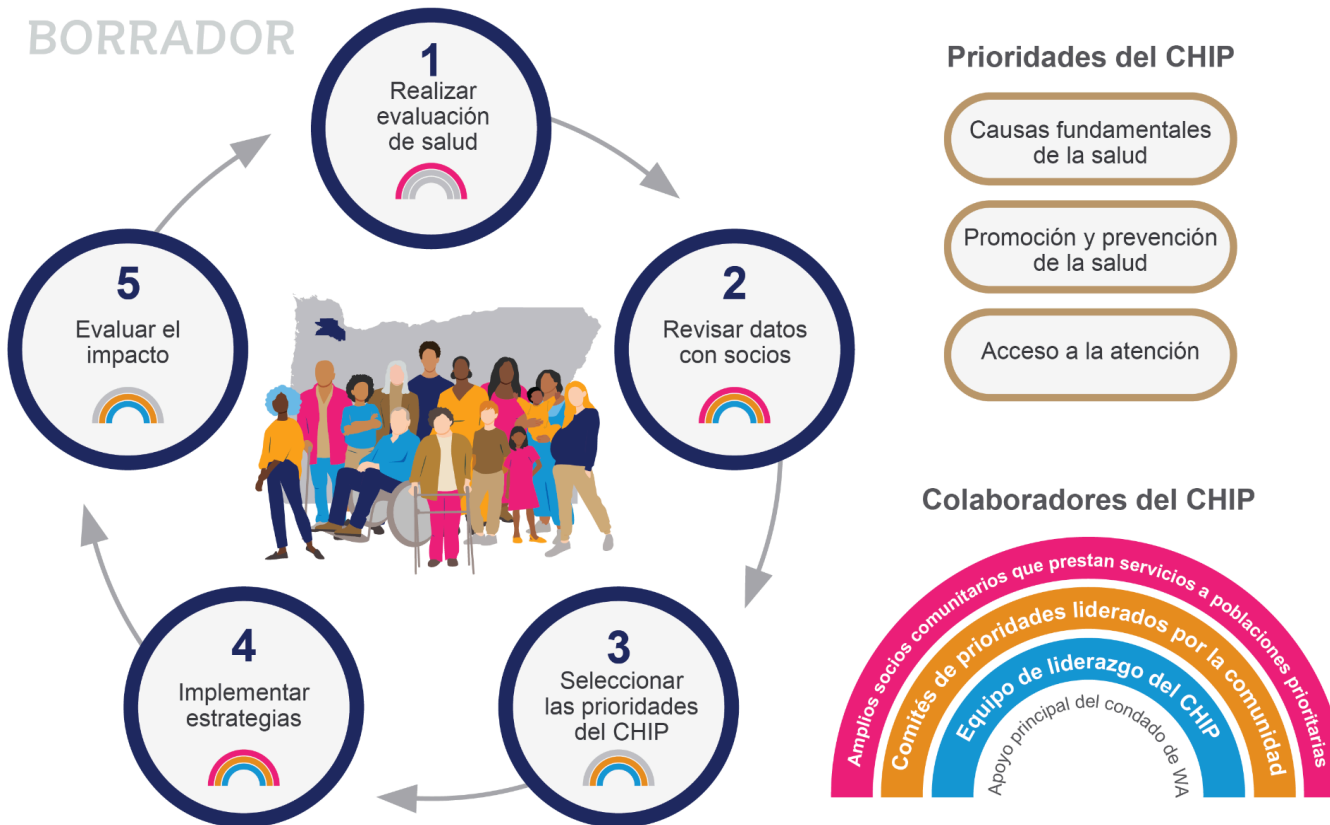 BORRADOR
1
Realizar
evaluación
de salud
2
Revisar datos
con socios
3
Seleccionar
las prioridades
del CHIP
4
Implementar
estrategias
5
Evaluar el
impacto
Prioridades del CHIP
Causas fundamentales
de la salud
Promoción y prevención
de la salud
Acceso a la atención
Colaboradores del CHIP
Amplios socios comunitarios que prestan servicios a poblaciones prioritarias
Comités de prioridades liderados por la comunidad
Equipo de liderazgo del CHIP
Apoyo principal del condado de WA